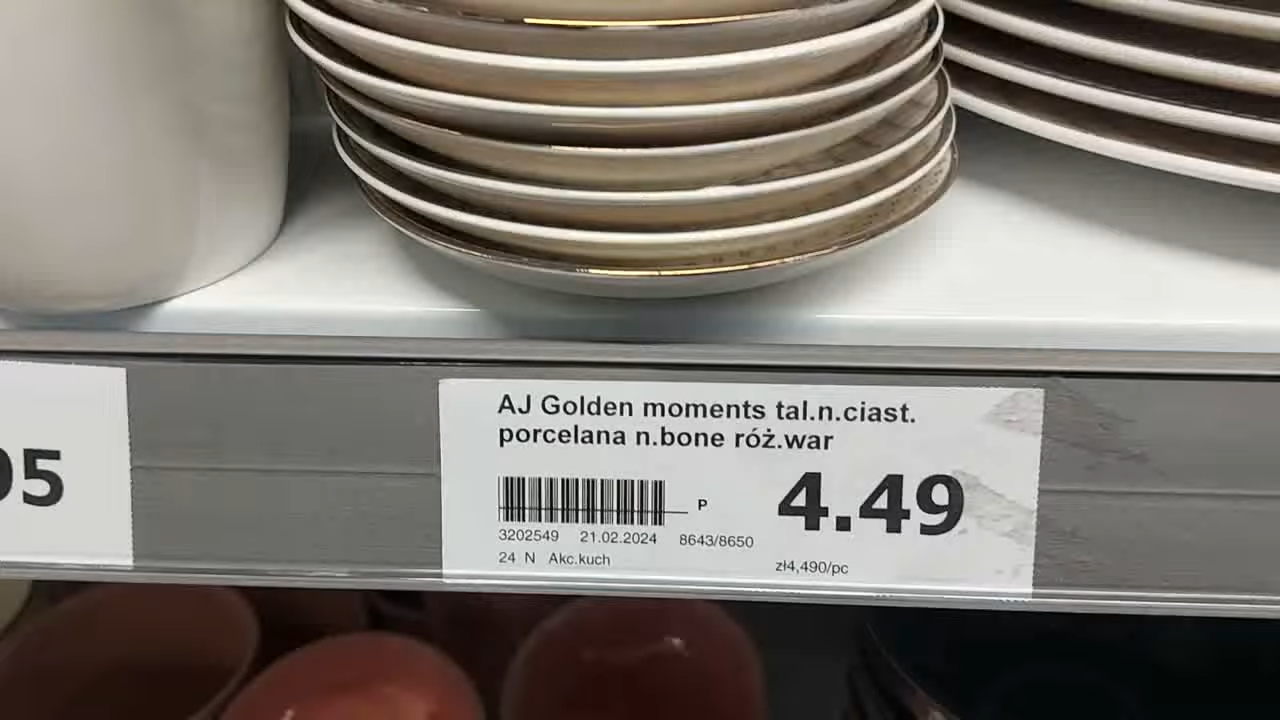 AJ Golden moments tal.n.ciast.
porcelana n.bone róż.war
P
4.49
3202549 21.02.2024 8643/8650
24 N Akc.kuch
zł4,490/pc
95